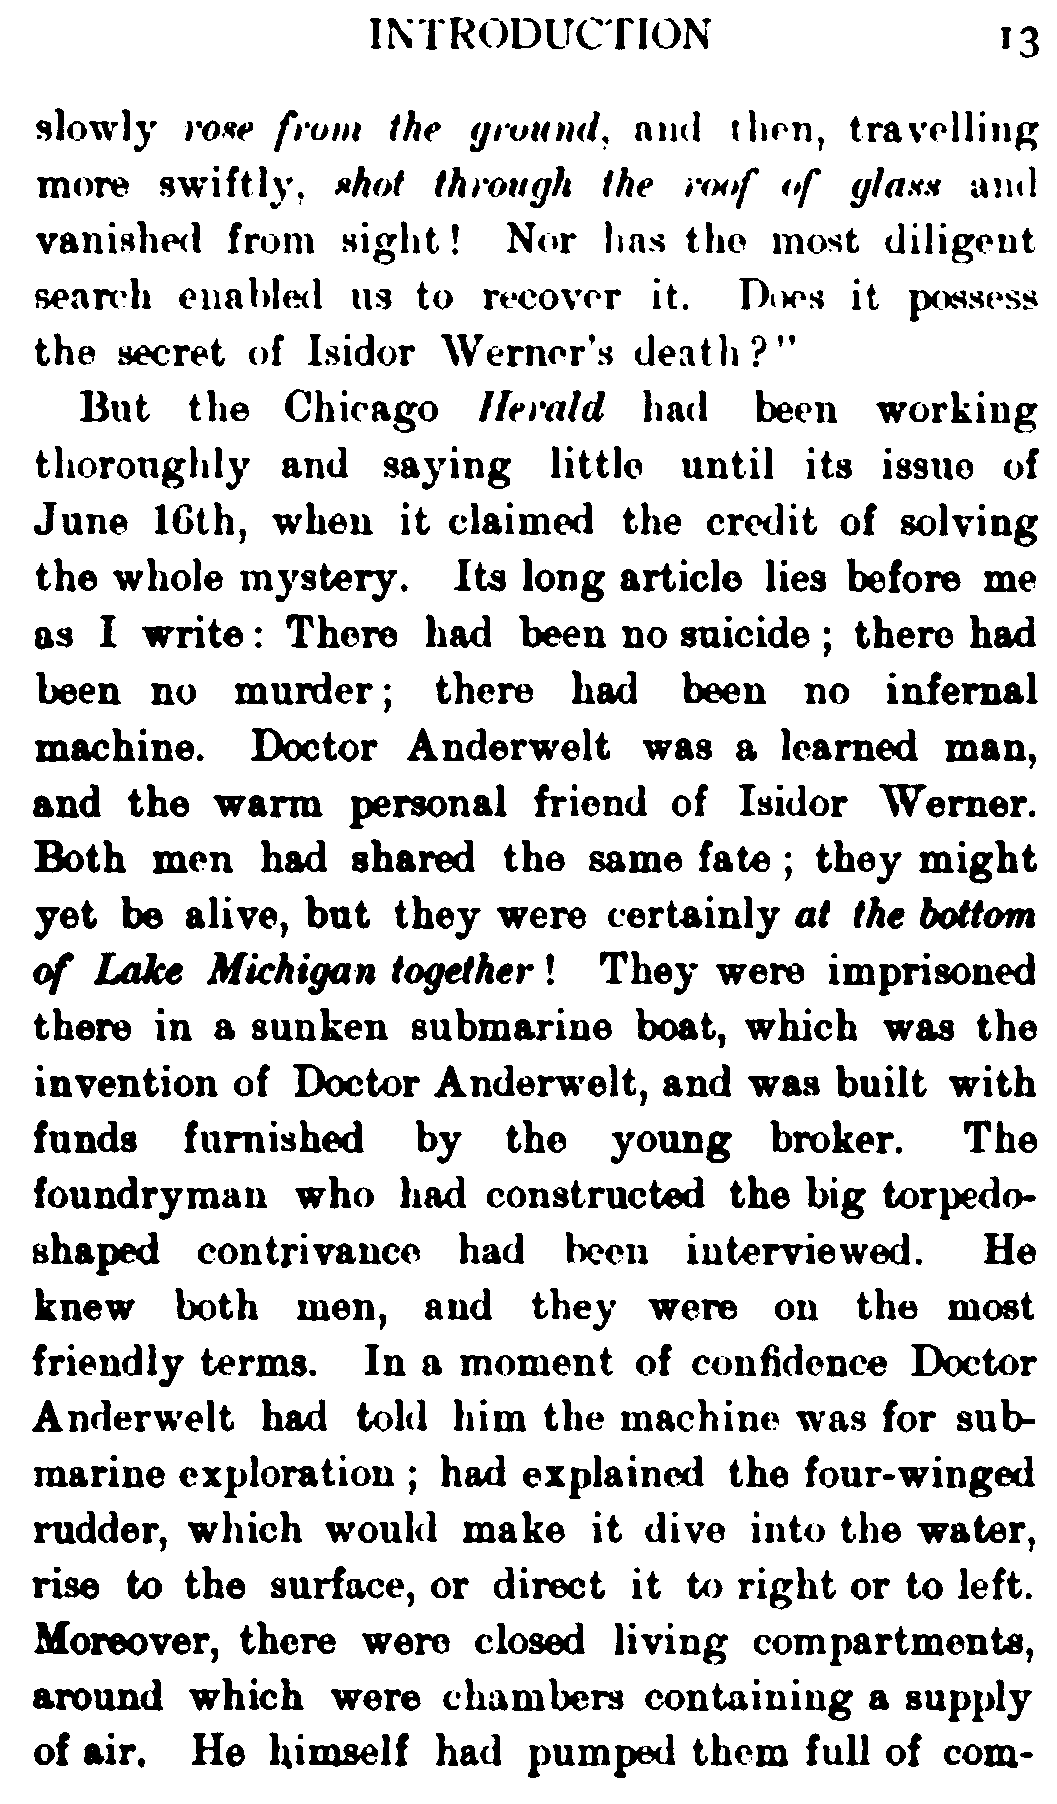 INTRODUCTION 13
slowly rose from the ground, and then, travelling
more swiftly, shot through the roof of glass and
vanished from sight! Nor has the most diligent
search enabled us to recover it. Does it possess
the secret of Isidor Werner's death?"
But the Chicago Herald had been working
thoroughly and saying little until its issue of
June 16th, when it claimed the credit of solving
the whole mystery. Its long article lies before me
as I write: There had been no suicide; there had
been no murder; there had been no infernal
machine. Doctor Anderwelt was a learned man,
and the warm personal friend of Isidor Werner.
Both men had shared the same fate; they might
yet be alive, but they were certainly at the bottom
of Lake Michigan together! They were imprisoned
there in a sunken submarine boat, which was the
invention of Doctor Anderwelt, and was built with
funds furnished by the young broker. The
foundryman who had constructed the big torpedo-
shaped contrivance had been interviewed. He
knew both men, and they were on the most
friendly terms. In a moment of confidence Doctor
Anderwelt had told him the machine was for sub-
marine exploration; had explained the four-winged
rudder, which would make it dive into the water,
rise to the surface, or direct it to right or to left.
Moreover, there were closed living compartments,
around which were chambers containing a supply
of air. He himself had pumped them full of com-